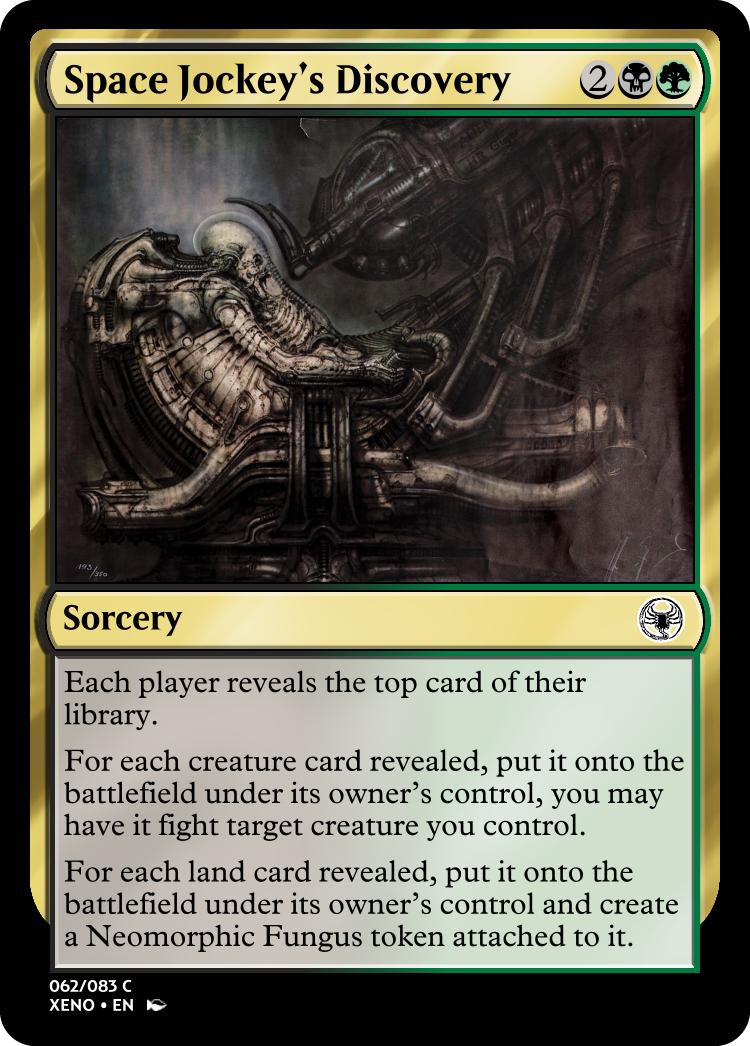 Space Jockey's Discovery
2
193/350
Sorcery
Each player reveals the top card of their
library.
For each creature card revealed, put it onto the
battlefield under its owner's control, you may
have it fight target creature you control.
For each land card revealed, put it onto the
battlefield under its owner's control and create
a Neomorphic Fungus token attached to it.
062/083 C
XENO • EN